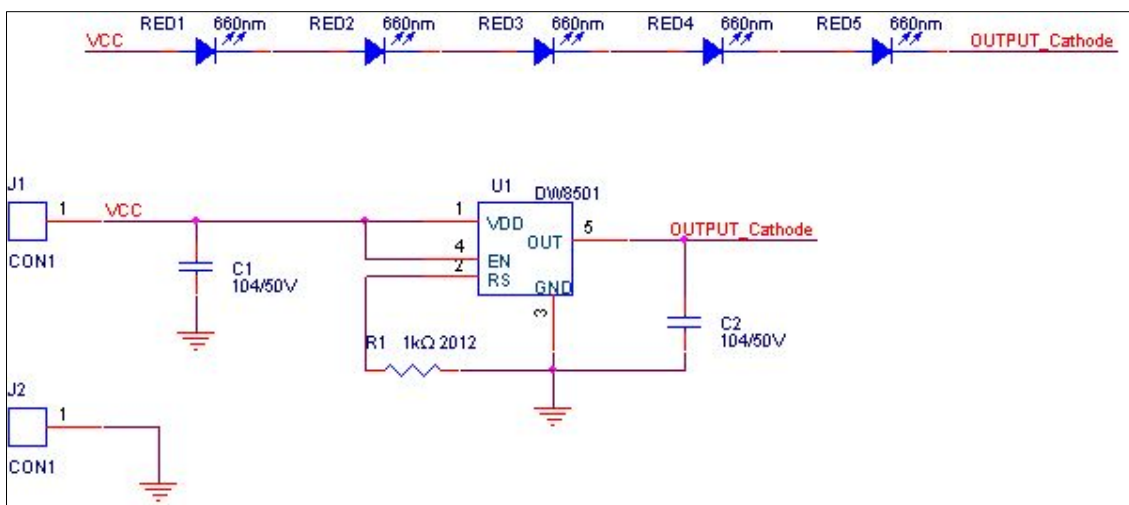 RED1 660nm RED2 660nm RED3 660nm RED4 660nm RED5 660nm
VCC OUTPUT_Cathode
J1
1 VCC
CON1
C1
104/50V
U1 DW8501
1 VDD
4 EN
2 RS
OUT 5
GND
3
OUTPUT_Cathode
R1 1kΩ 2012
C2
104/50V
J2
1
CON1